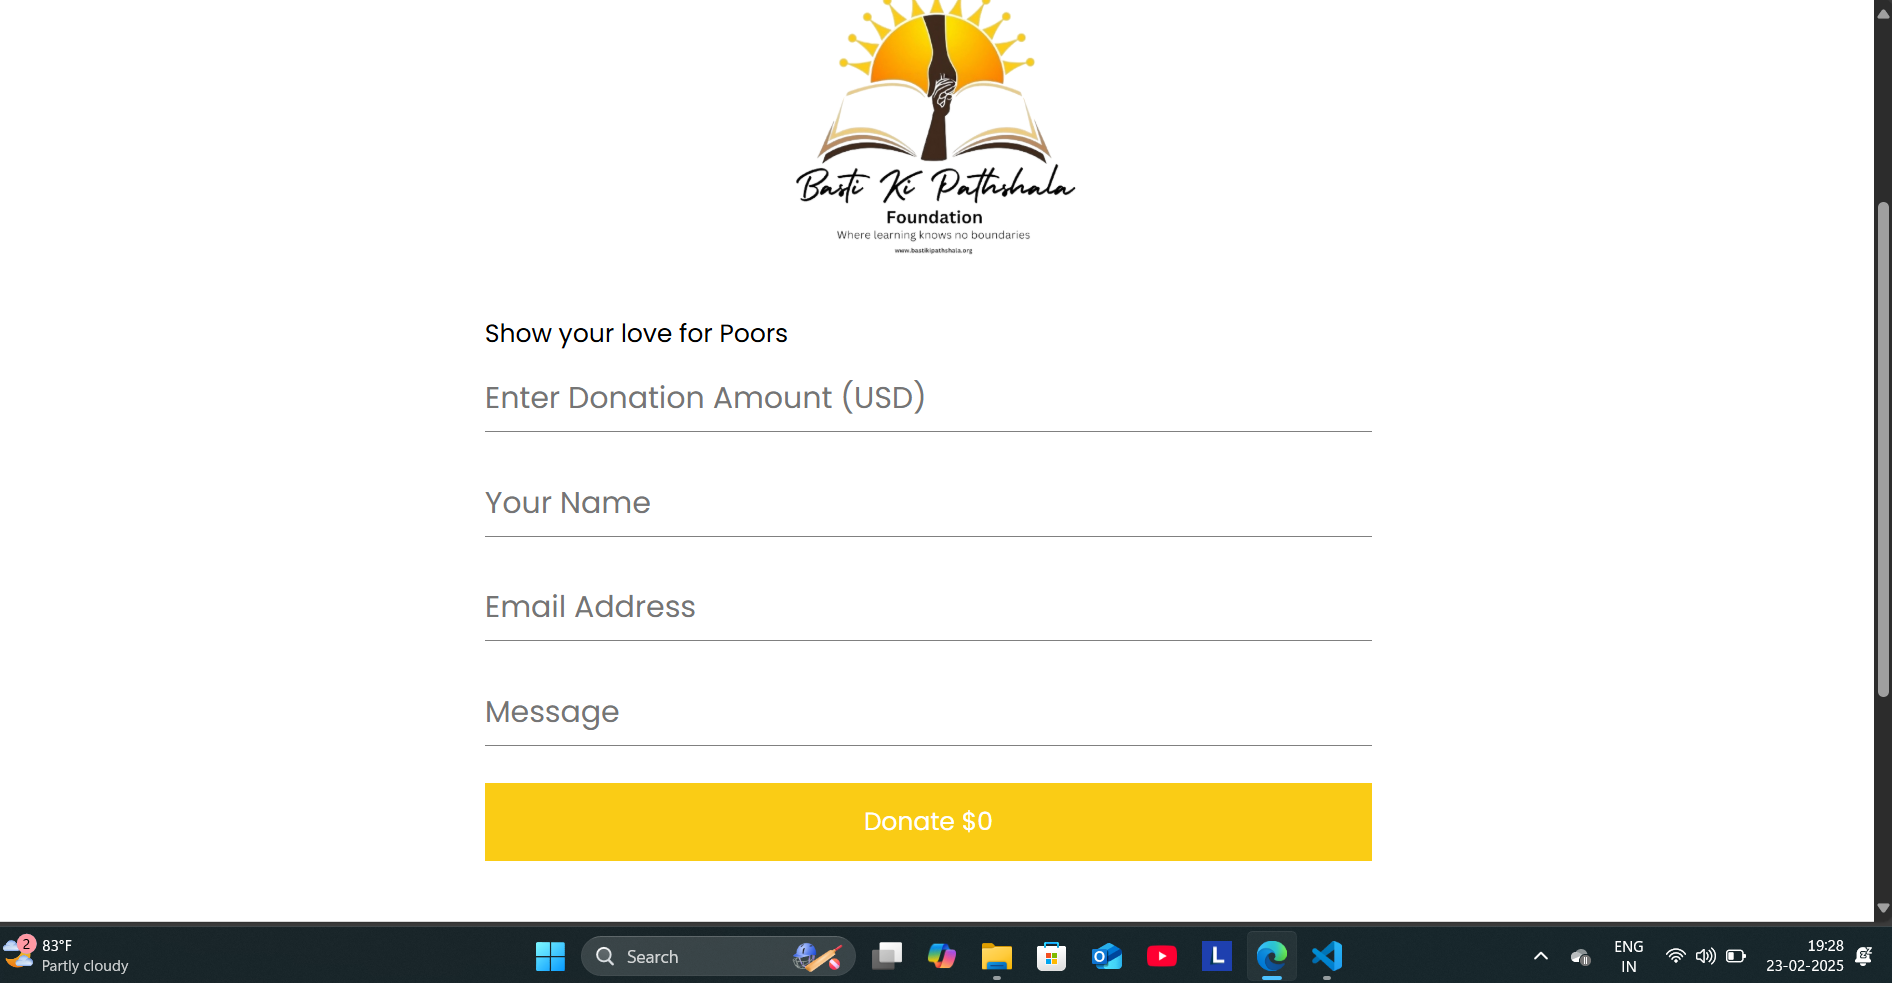 Basti Ki Pathshala
Foundation
Where learning knows no boundaries
www.bastikipathshala.org
Show your love for Poors
Enter Donation Amount (USD)
Your Name
Email Address
Message
Donate $0
2
83°F
Partly cloudy
Search
L
ENG
IN
19:28
23-02-2025